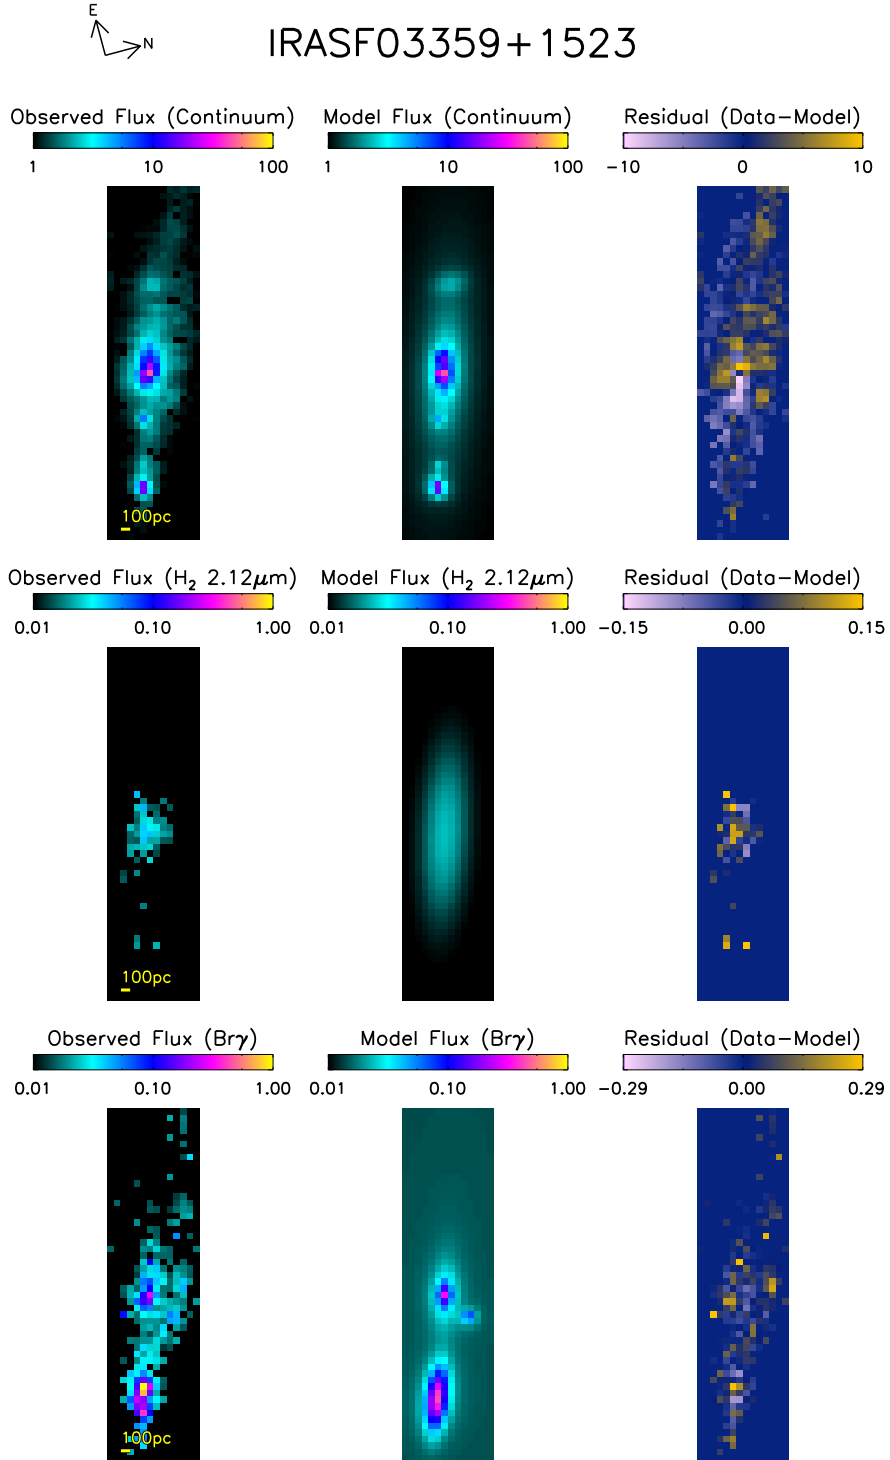 E
N
IRASF03359+1523
Observed Flux (Continuum)
1 10 100
Model Flux (Continuum)
1 10 100
Residual (Data-Model)
-10 0 10
100pc
Observed Flux (H₂ 2.12μm)
0.01 0.10 1.00
Model Flux (H₂ 2.12μm)
0.01 0.10 1.00
Residual (Data-Model)
-0.15 0.00 0.15
100pc
Observed Flux (Brγ)
0.01 0.10 1.00
Model Flux (Brγ)
0.01 0.10 1.00
Residual (Data-Model)
-0.29 0.00 0.29
100pc